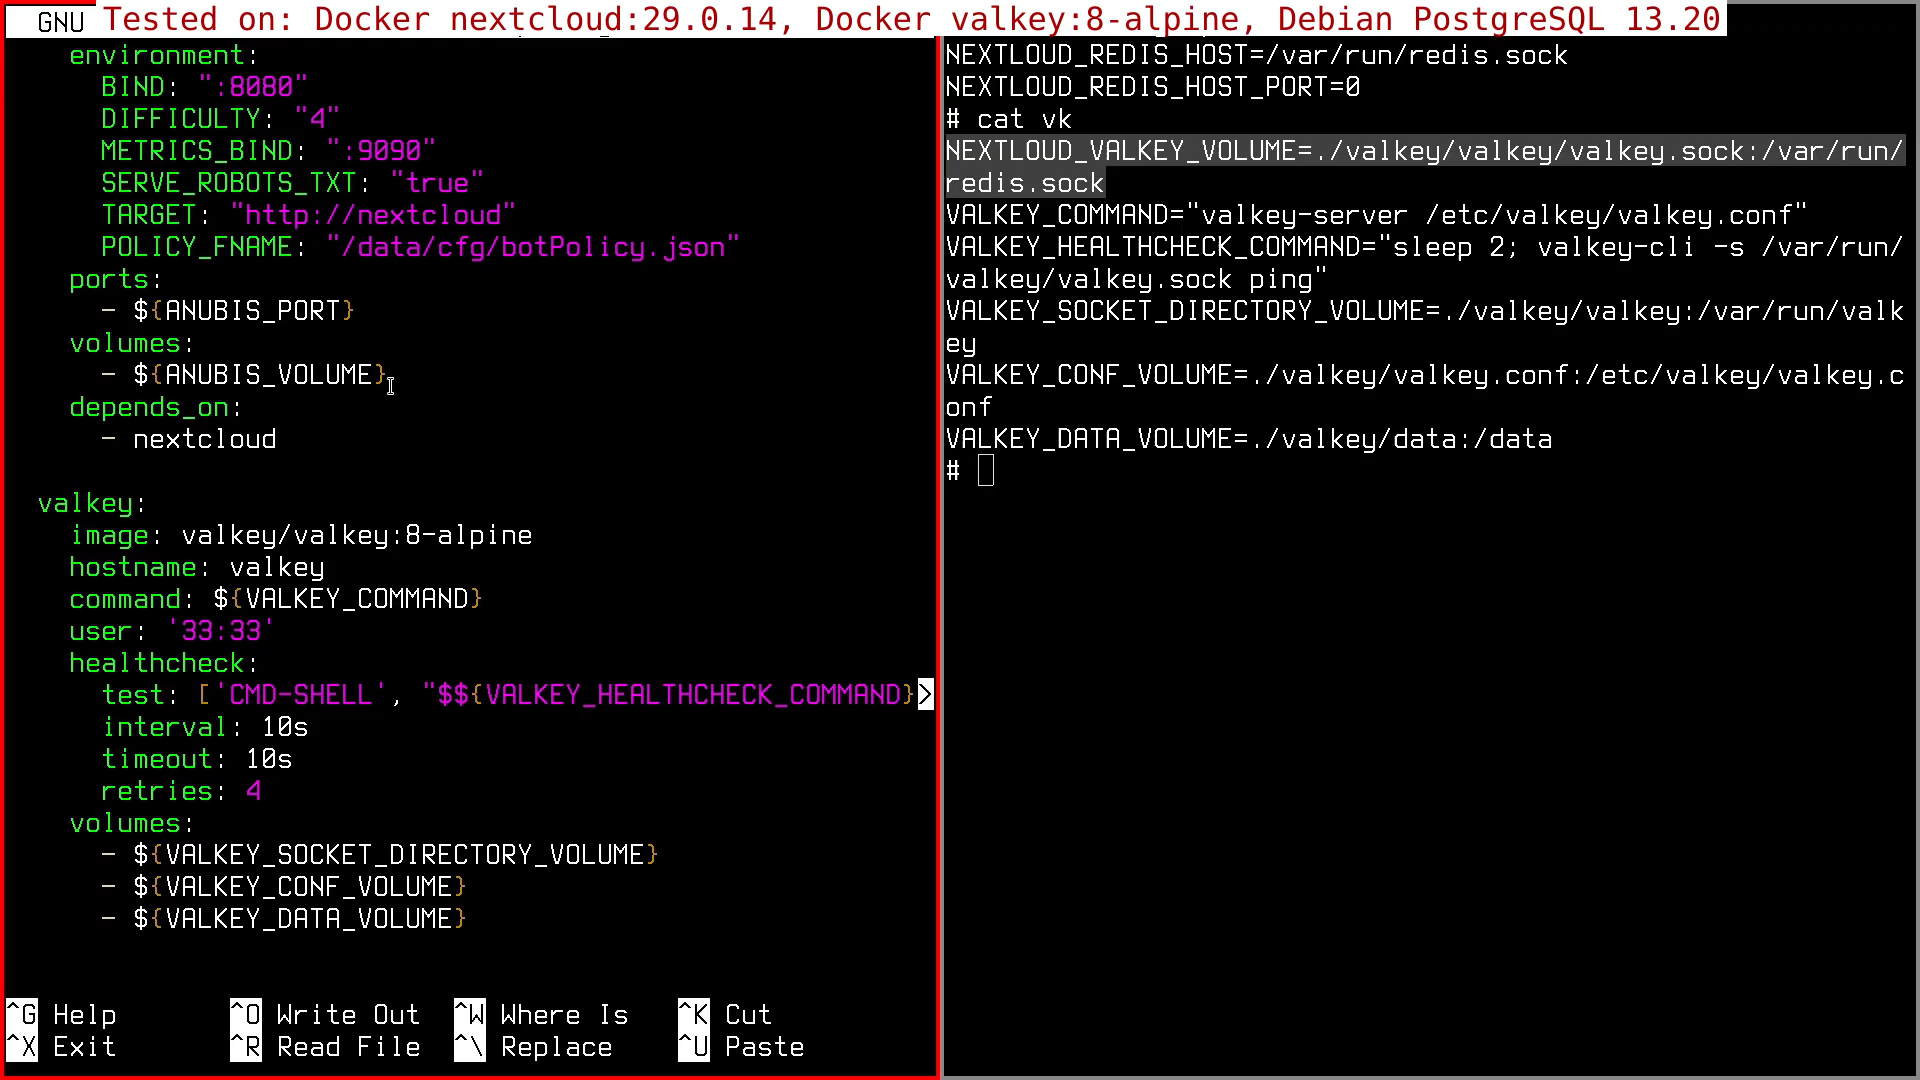 GNU Tested on: Docker nextcloud:29.0.14, Docker valkey:8-alpine, Debian PostgreSQL 13.20
environment:
BIND: ":8080"
DIFFICULTY: "4"
METRICS_BIND: ":9090"
SERVE_ROBOTS_TXT: "true"
TARGET: "http://nextcloud"
POLICY_FNAME: "/data/cfg/botPolicy.json"
ports:
- ${ANUBIS_PORT}
volumes:
- ${ANUBIS_VOLUME}
depends_on:
- nextcloud
valkey:
image: valkey/valkey:8-alpine
hostname: valkey
command: ${VALKEY_COMMAND}
user: '33:33'
healthcheck:
test: ['CMD-SHELL', "$${VALKEY_HEALTHCHECK_COMMAND}>
interval: 10s
timeout: 10s
retries: 4
volumes:
- ${VALKEY_SOCKET_DIRECTORY_VOLUME}
- ${VALKEY_CONF_VOLUME}
- ${VALKEY_DATA_VOLUME}
^G Help ^O Write Out ^W Where Is ^K Cut
^X Exit ^R Read File ^\ Replace ^U Paste
NEXTLOUD_REDIS_HOST=/var/run/redis.sock
NEXTLOUD_REDIS_HOST_PORT=0
# cat vk
NEXTLOUD_VALKEY_VOLUME=./valkey/valkey/valkey.sock:/var/run/
redis.sock
VALKEY_COMMAND="valkey-server /etc/valkey/valkey.conf"
VALKEY_HEALTHCHECK_COMMAND="sleep 2; valkey-cli -s /var/run/
valkey/valkey.sock ping"
VALKEY_SOCKET_DIRECTORY_VOLUME=./valkey/valkey:/var/run/valk
ey
VALKEY_CONF_VOLUME=./valkey/valkey.conf:/etc/valkey/valkey.c
onf
VALKEY_DATA_VOLUME=./valkey/data:/data
#